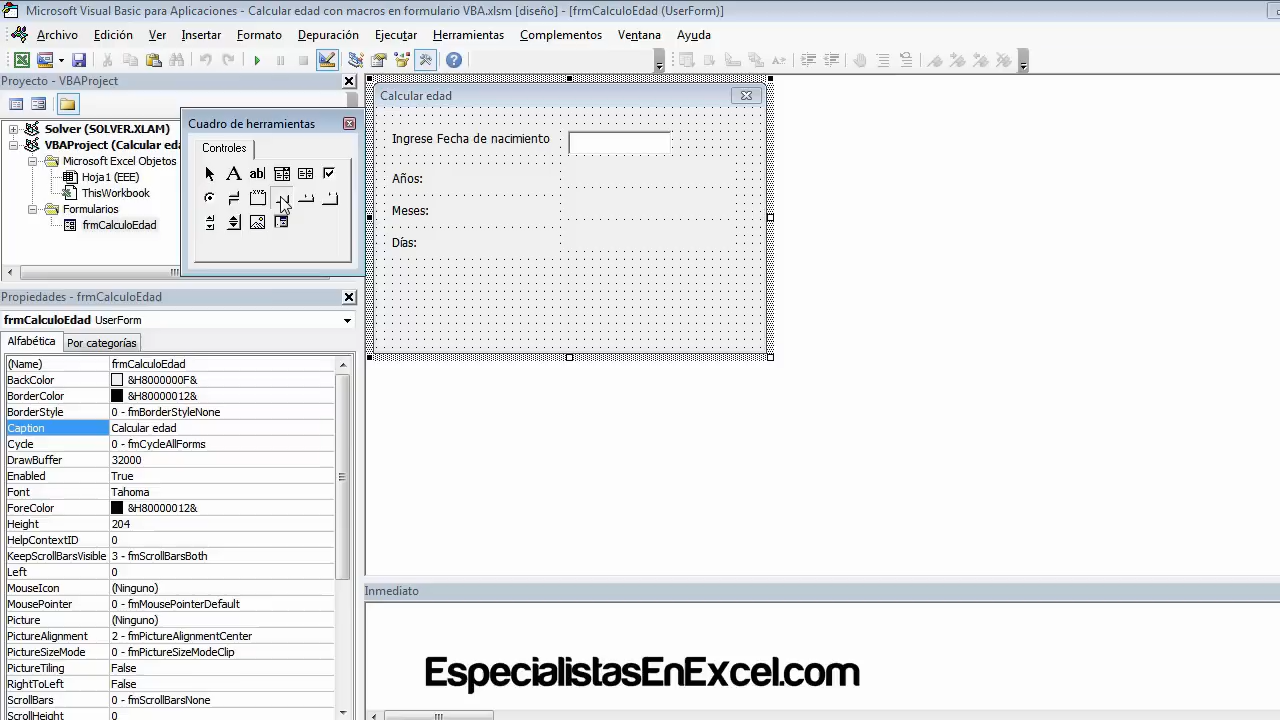 Microsoft Visual Basic para Aplicaciones - Calcular edad con macros en formulario VBA.xlsm [diseño] - [frmCalculoEdad (UserForm)]
Archivo Edición Ver Insertar Formato Depuración Ejecutar Herramientas Complementos Ventana Ayuda
Proyecto - VBAProject
Solver (SOLVER.XLAM)
VBAProject (Calcular eda
Microsoft Excel Objetos
Hoja1 (EEE)
ThisWorkbook
Formularios
frmCalculoEdad
Cuadro de herramientas
Controles
Calcular edad
Ingrese Fecha de nacimiento
Años:
Meses:
Días:
Propiedades - frmCalculoEdad
frmCalculoEdad UserForm
Alfabética Por categorías
(Name) frmCalculoEdad
BackColor &H8000000F&
BorderColor &H80000012&
BorderStyle 0 - fmBorderStyleNone
Caption Calcular edad
Cycle 0 - fmCycleAllForms
DrawBuffer 32000
Enabled True
Font Tahoma
ForeColor &H80000012&
Height 204
HelpContextID 0
KeepScrollBarsVisible 3 - fmScrollBarsBoth
Left 0
MouseIcon (Ninguno)
MousePointer 0 - fmMousePointerDefault
Picture (Ninguno)
PictureAlignment 2 - fmPictureAlignmentCenter
PictureSizeMode 0 - fmPictureSizeModeClip
PictureTiling False
RightToLeft False
ScrollBars 0 - fmScrollBarsNone
ScrollHeight 0
Inmediato
EspecialistasEnExcel.com